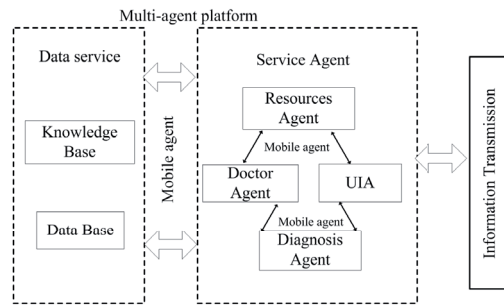 Multi-agent platform
Data service
Knowledge
Base
Data Base
Mobile agent
Service Agent
Resources
Agent
Mobile agent
Doctor
Agent
UIA
Mobile agent
Diagnosis
Agent
Information Transmission